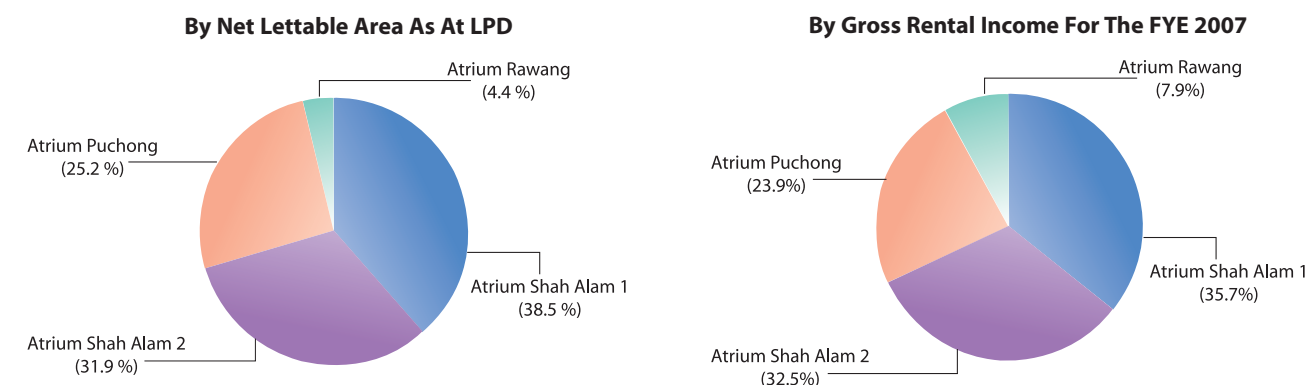 By Net Lettable Area As At LPD
Atrium Rawang
(4.4 %)
Atrium Puchong
(25.2 %)
Atrium Shah Alam 1
(38.5 %)
Atrium Shah Alam 2
(31.9 %)
By Gross Rental Income For The FYE 2007
Atrium Rawang
(7.9%)
Atrium Puchong
(23.9%)
Atrium Shah Alam 1
(35.7%)
Atrium Shah Alam 2
(32.5%)